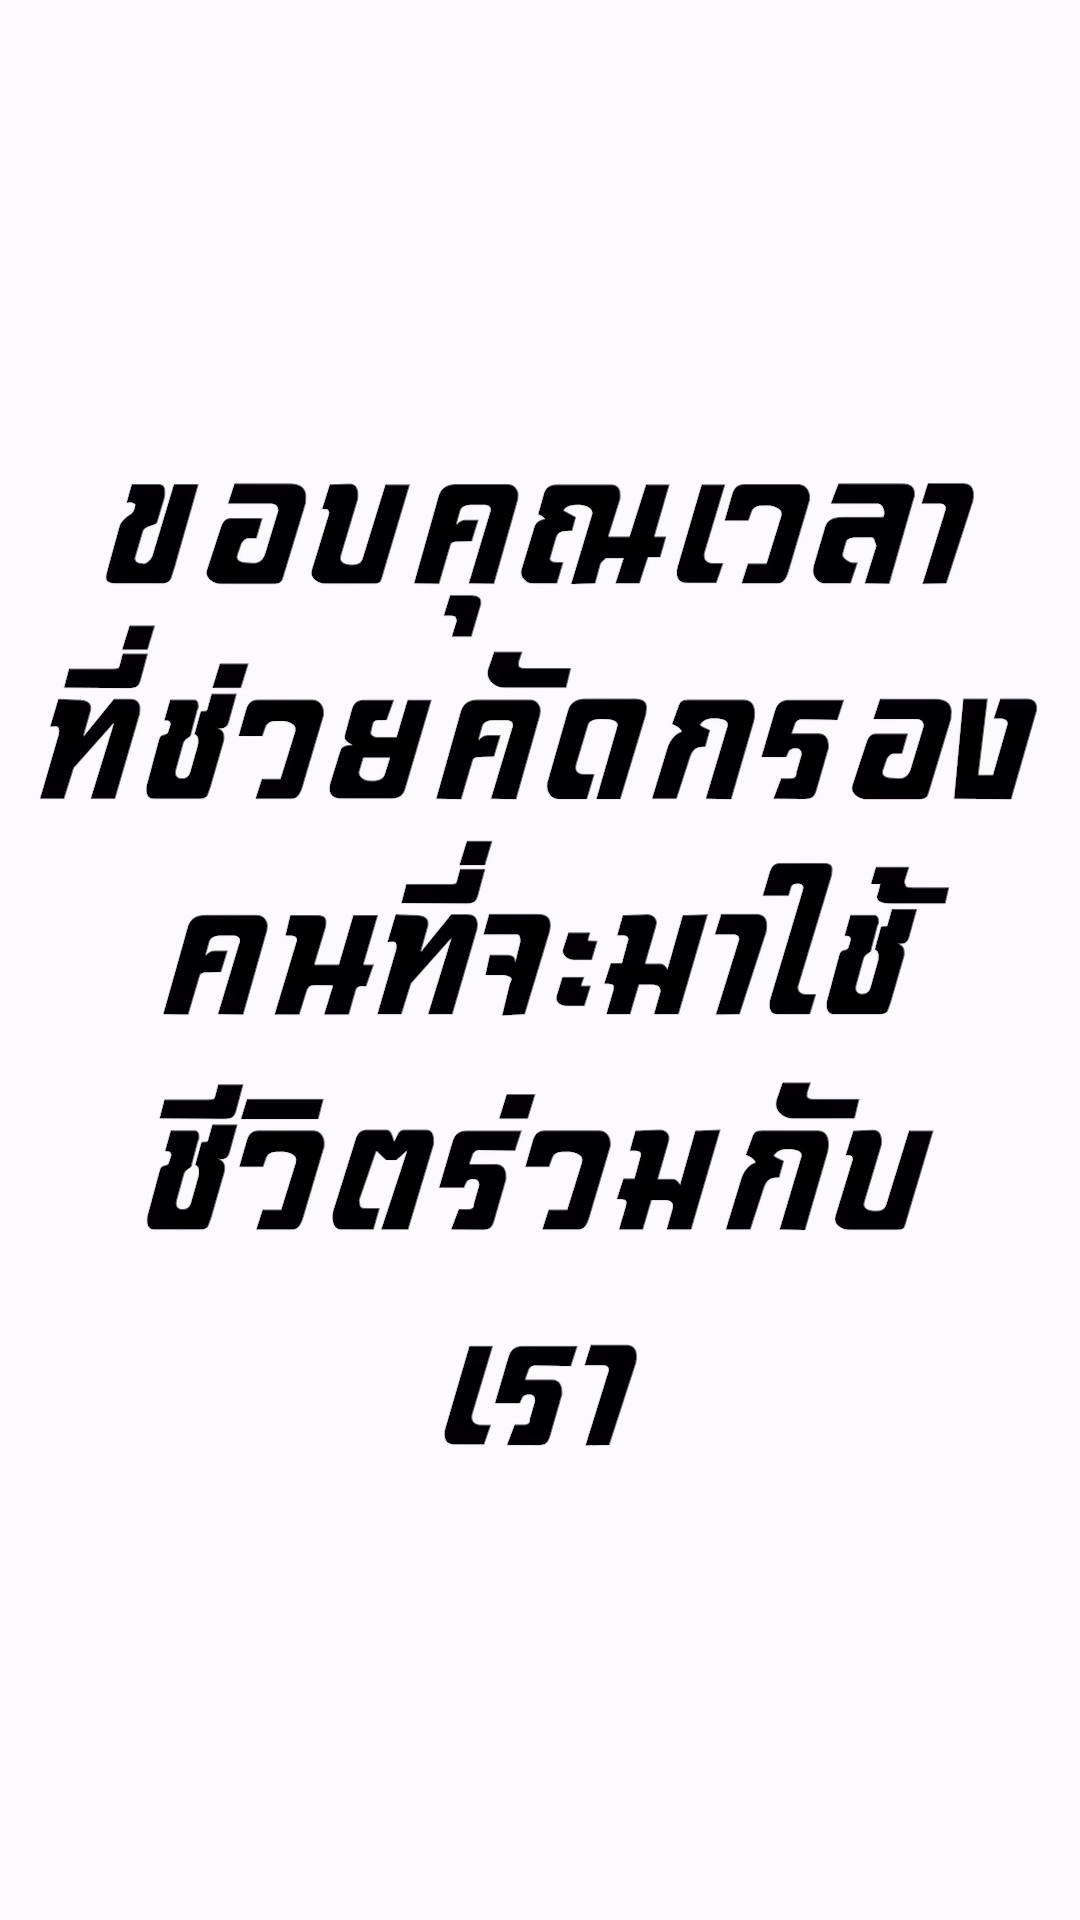 ขอบคุณเวลา
ที่ช่วยคัดกรอง
คนที่จะมาใช้
ชีวิตร่วมกับ
เรา